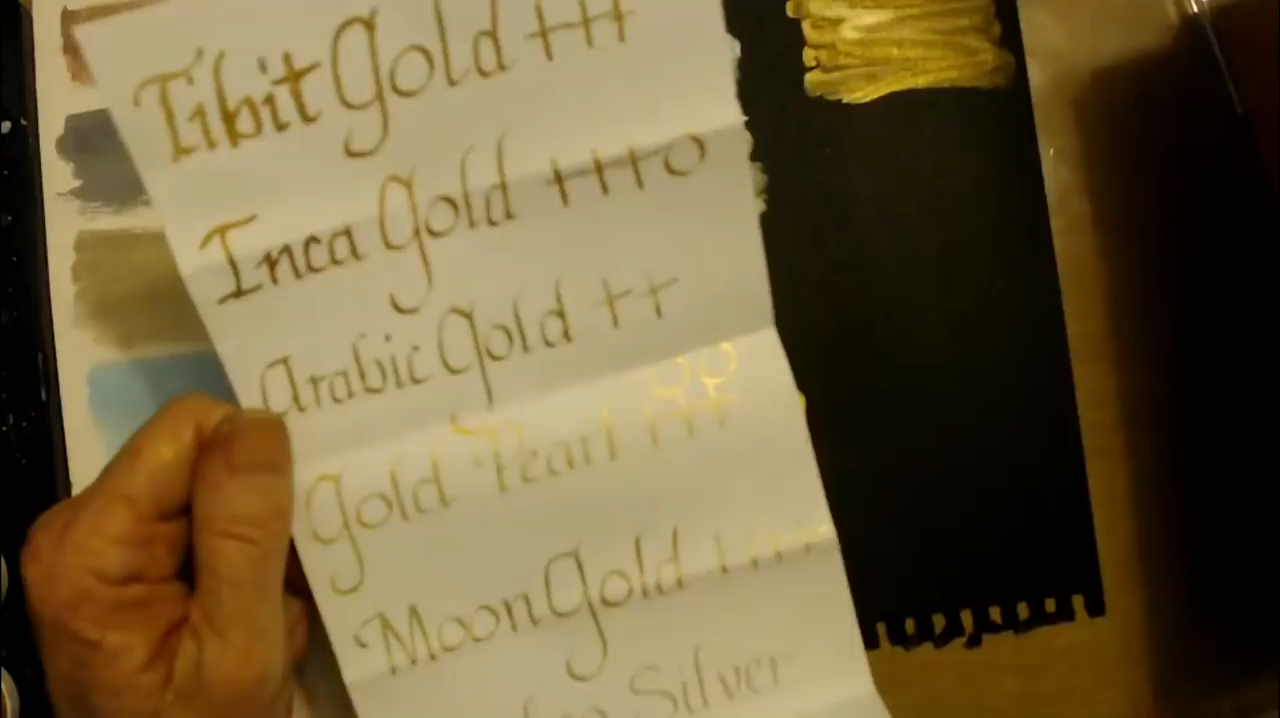 Tibit Gold +++
Inca Gold +++o
Arabic Gold ++
Gold Pearl +++
Moon Gold ++++
Silver